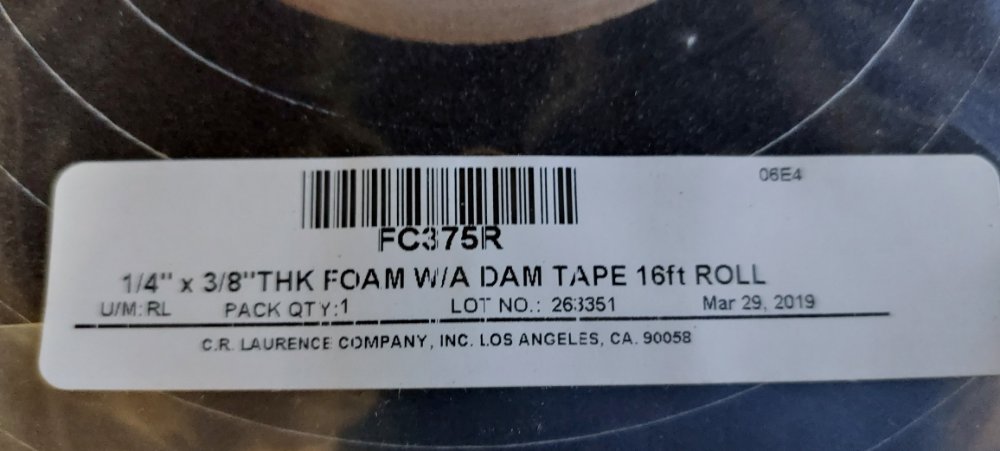 06E4
FC375R
1/4" x 3/8"THK FOAM W/A DAM TAPE 16ft ROLL
U/M: RL PACK QTY:1 LOT NO.: 263351 Mar 29, 2019
C.R. LAURENCE COMPANY, INC. LOS ANGELES, CA. 90058